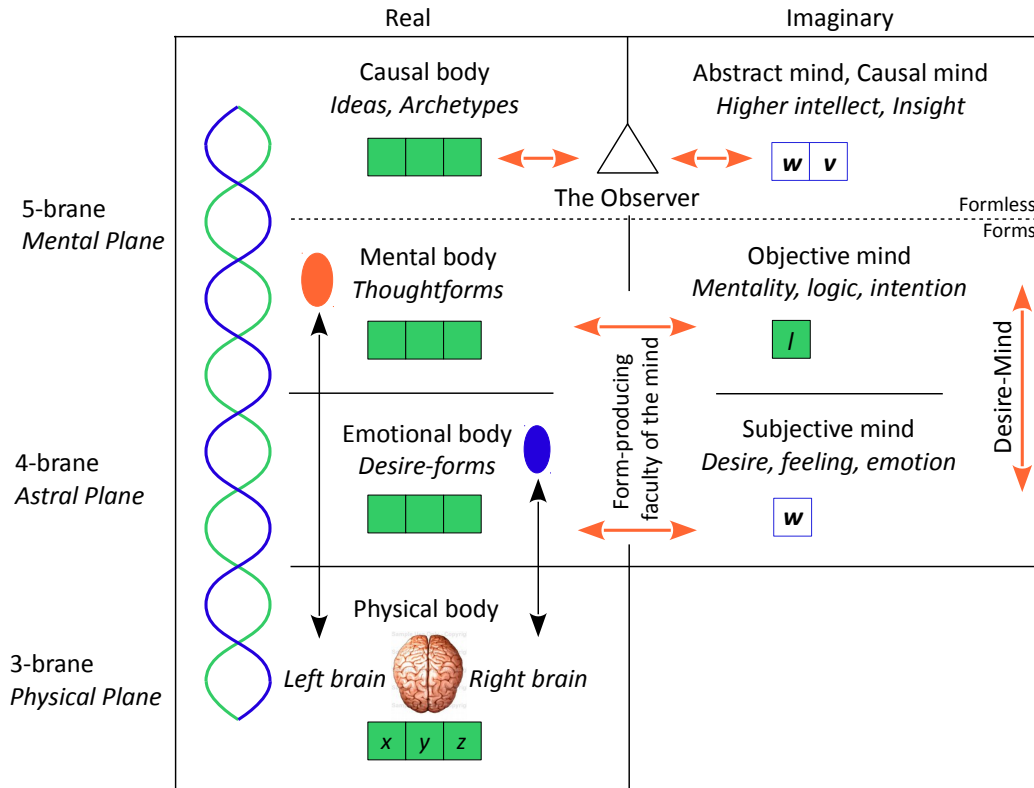 Real
Imaginary
Causal body
Ideas, Archetypes
Abstract mind, Causal mind
Higher intellect, Insight
w v
The Observer
Formless
Forms
5-brane
Mental Plane
Mental body
Thoughtforms
Objective mind
Mentality, logic, intention
l
Form-producing
faculty of the mind
Desire-Mind
4-brane
Astral Plane
Emotional body
Desire-forms
Subjective mind
Desire, feeling, emotion
w
3-brane
Physical Plane
Physical body
Left brain
Right brain
x y z